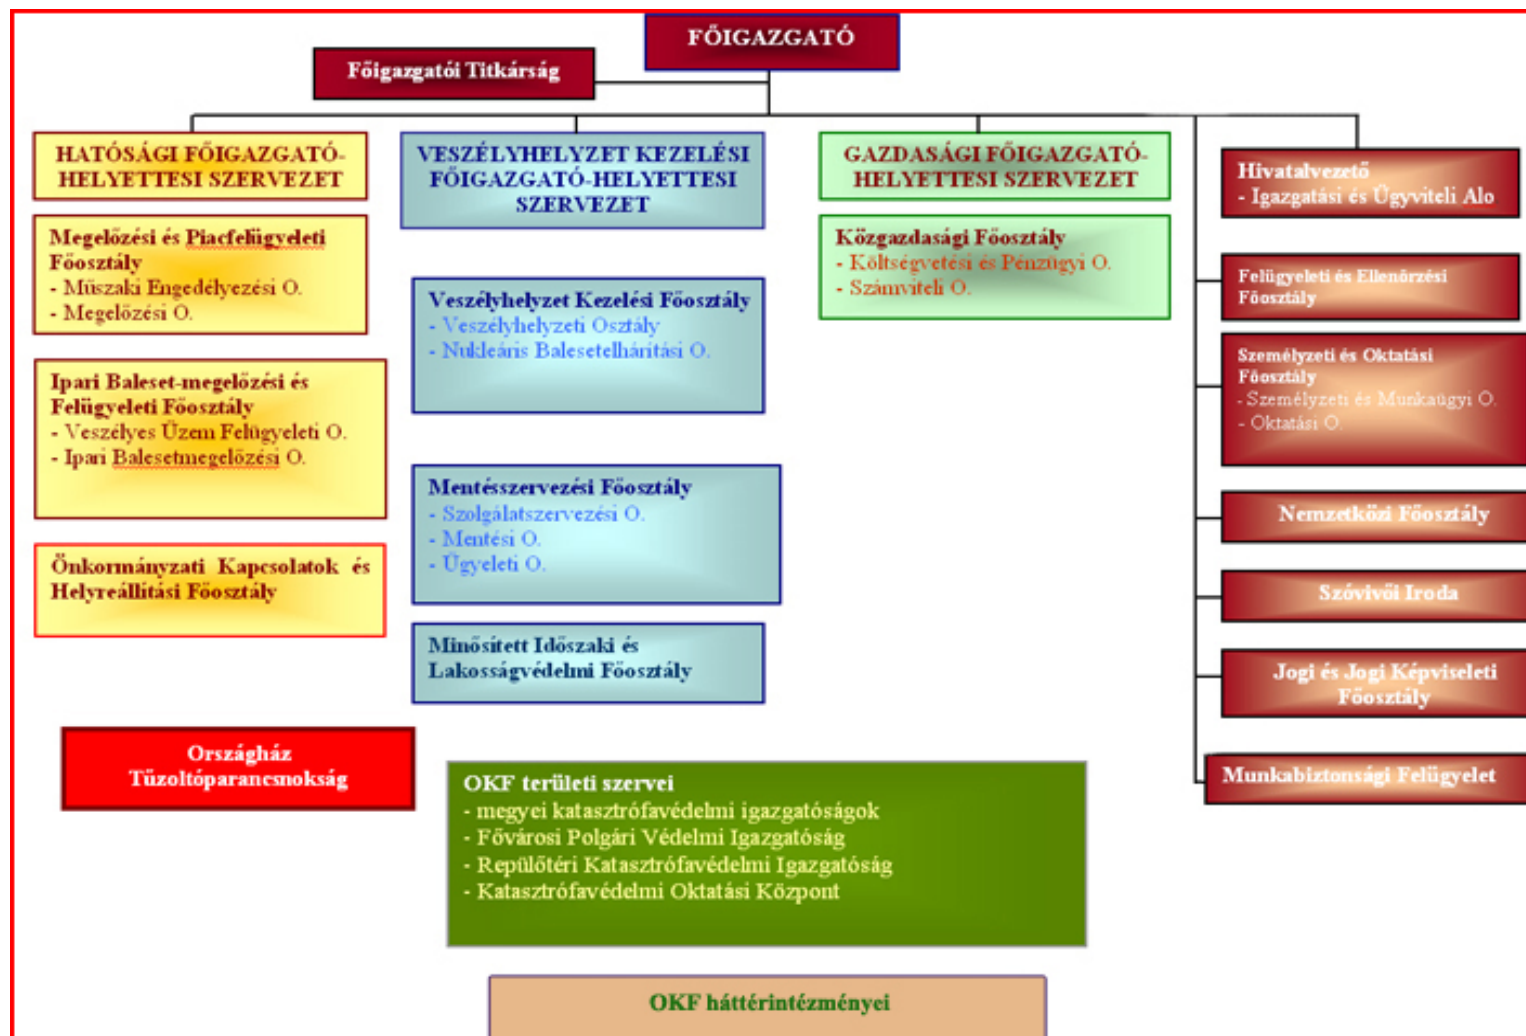 FŐIGAZGATÓ
Főigazgatói Titkárság
HATÓSÁGI FŐIGAZGATÓ-
HELYETTESI SZERVEZET
Megelőzési és Piacfelügyeleti
Főosztály
- Műszaki Engedélyezési O.
- Megelőzési O.
Ipari Baleset-megelőzési és
Felügyeleti Főosztály
- Veszélyes Üzem Felügyeleti O.
- Ipari Balesetmegelőzési O.
Önkormányzati Kapcsolatok és
Helyreállítási Főosztály
VESZÉLYHELYZET KEZELÉSI
FŐIGAZGATÓ-HELYETTESI
SZERVEZET
Veszélyhelyzet Kezelési Főosztály
- Veszélyhelyzeti Osztály
- Nukleáris Balesetelhárítási O.
Mentésszervezési Főosztály
- Szolgálatszervezési O.
- Mentési O.
- Ügyeleti O.
Minősített Időszaki és
Lakosságvédelmi Főosztály
GAZDASÁGI FŐIGAZGATÓ-
HELYETTESI SZERVEZET
Közgazdasági Főosztály
- Költségvetési és Pénzügyi O.
- Számviteli O.
Hivatalvezető
- Igazgatási és Ügyviteli Alo
Felügyeleti és Ellenőrzési
Főosztály
Személyzeti és Oktatási
Főosztály
- Személyzeti és Munkaügyi O.
- Oktatási O.
Nemzetközi Főosztály
Szóvivői Iroda
Jogi és Jogi Képviseleti
Főosztály
Munkabiztonsági Felügyelet
Országház
Tűzoltóparancsnokság
OKF területi szervei
- megyei katasztrófavédelmi igazgatóságok
- Fővárosi Polgári Védelmi Igazgatóság
- Repülőtéri Katasztrófavédelmi Igazgatóság
- Katasztrófavédelmi Oktatási Központ
OKF háttérintézményei